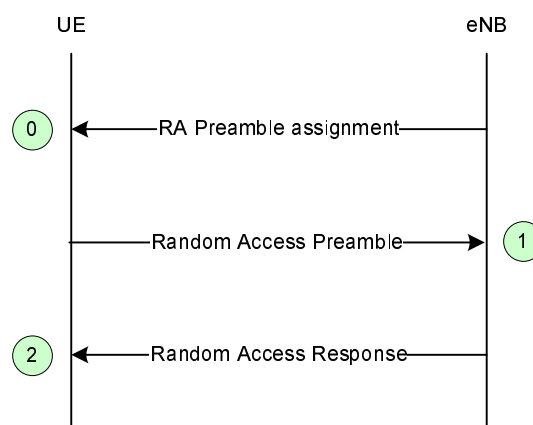 UE
eNB
0
RA Preamble assignment
Random Access Preamble
1
2
Random Access Response